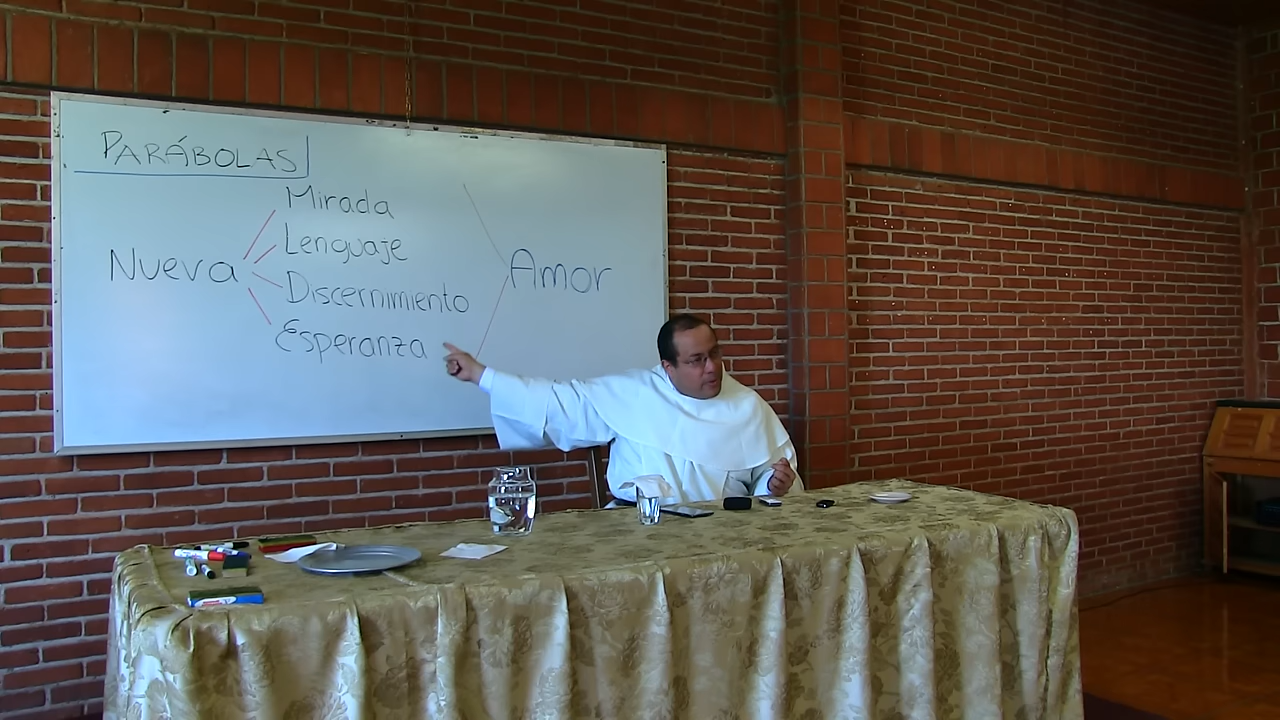 PARÁBOLAS
Mirada
Lenguaje
Nueva
Amor
Discernimiento
Esperanza